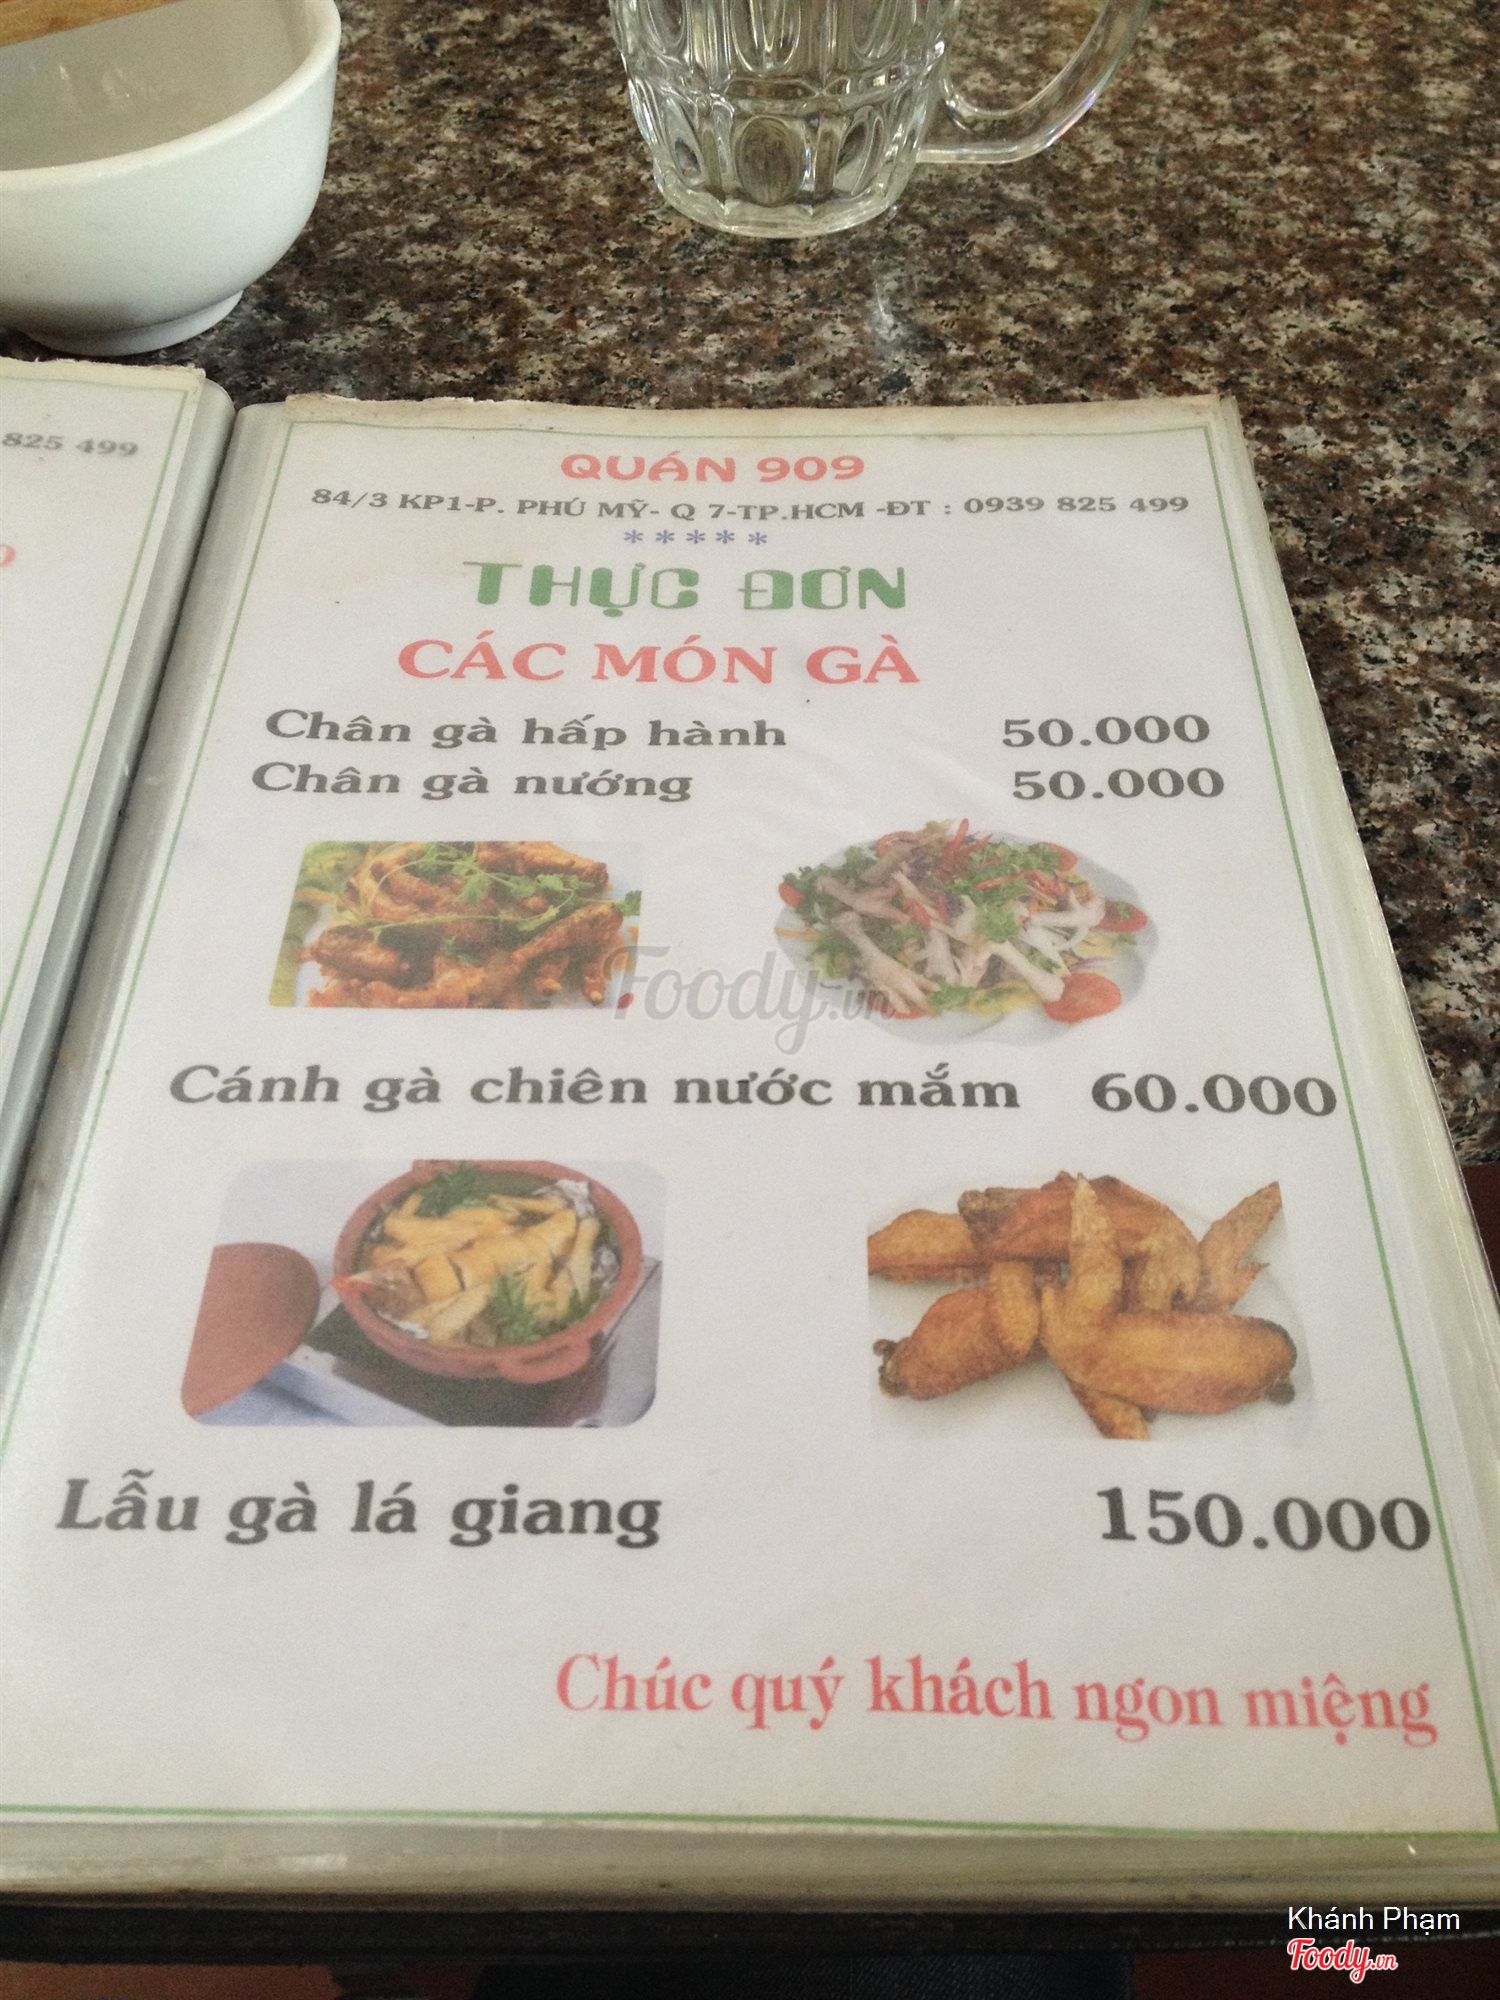 825 499
9
QUÁN 909
84/3 KP1-P. PHÚ MỸ- Q 7-TP.HCM -ĐT : 0939 825 499
*****
THỰC ĐƠN
CÁC MÓN GÀ
Chân gà hấp hành 50.000
Chân gà nướng 50.000
Foody.vn
Cánh gà chiên nước mắm 60.000
Lẫu gà lá giang 150.000
Chúc quý khách ngon miệng
Khánh Phạm
Foody.vn